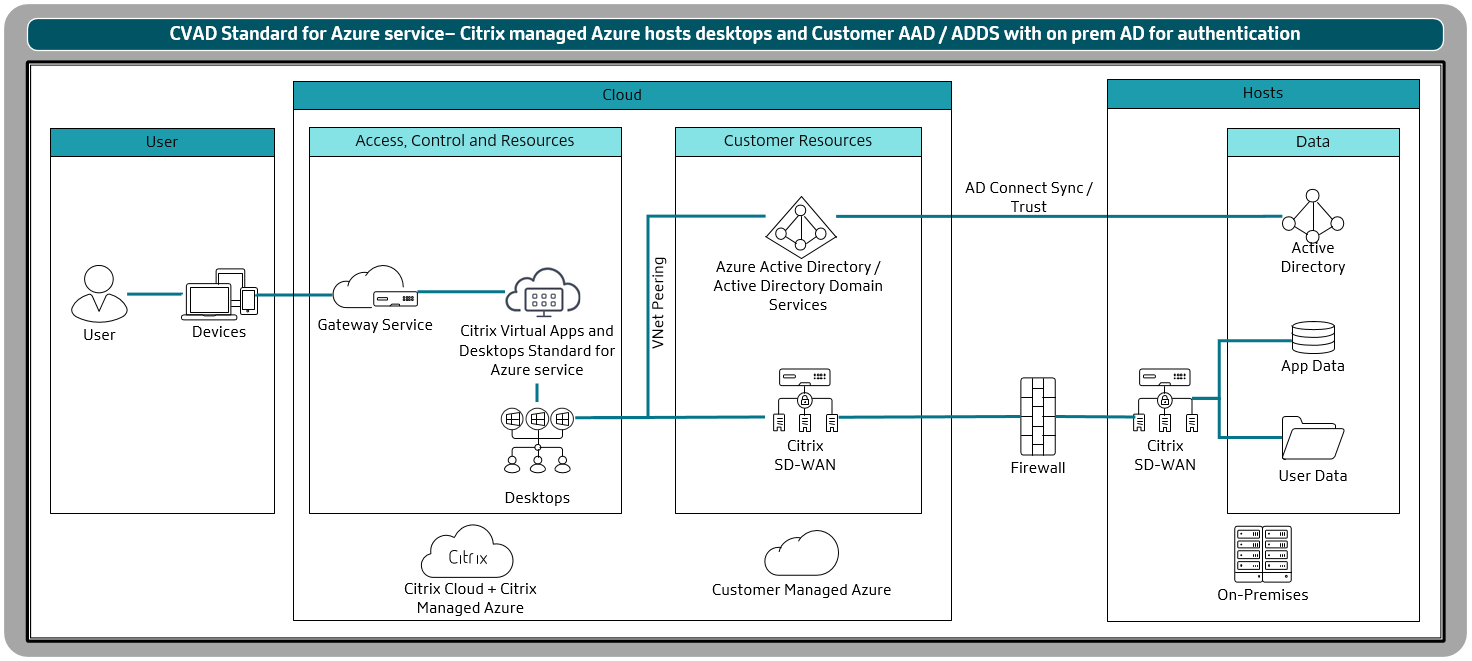 CVAD Standard for Azure service– Citrix managed Azure hosts desktops and Customer AAD / ADDS with on prem AD for authentication
Cloud
Hosts
User
Access, Control and Resources
Customer Resources
Data
AD Connect Sync /
Trust
User
Devices
Gateway Service
Citrix Virtual Apps and
Desktops Standard for
Azure service
Desktops
VNet Peering
Azure Active Directory /
Active Directory Domain
Services
Citrix
SD-WAN
Firewall
Citrix
SD-WAN
Active
Directory
App Data
User Data
Citrix
Citrix Cloud + Citrix
Managed Azure
Customer Managed Azure
On-Premises